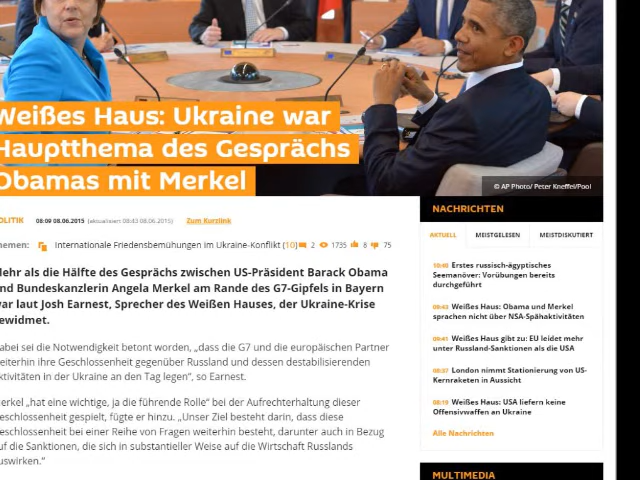 Weißes Haus: Ukraine war
Hauptthema des Gesprächs
Obamas mit Merkel
© AP Photo/ Peter Kneffel/Pool
POLITIK 08:09 08.06.2015 (aktualisiert 08:43 08.06.2015) Zum Kurzlink
hemen: Internationale Friedensbemühungen im Ukraine-Konflikt (10) 2 1735 8 75
Mehr als die Hälfte des Gesprächs zwischen US-Präsident Barack Obama
und Bundeskanzlerin Angela Merkel am Rande des G7-Gipfels in Bayern
war laut Josh Earnest, Sprecher des Weißen Hauses, der Ukraine-Krise
gewidmet.
Dabei sei die Notwendigkeit betont worden, „dass die G7 und die europäischen Partner
weiterhin ihre Geschlossenheit gegenüber Russland und dessen destabilisierenden
Aktivitäten in der Ukraine an den Tag legen“, so Earnest.
Merkel „hat eine wichtige, ja die führende Rolle“ bei der Aufrechterhaltung dieser
Geschlossenheit gespielt, fügte er hinzu. „Unser Ziel besteht darin, dass diese
Geschlossenheit bei einer Reihe von Fragen weiterhin besteht, darunter auch in Bezug
auf die Sanktionen, die sich in substantieller Weise auf die Wirtschaft Russlands
auswirken.“
NACHRICHTEN
AKTUELL MEISTGELESEN MEISTDISKUTIERT
Erstes russisch-ägyptisches
Seemanöver: Vorübungen bereits
durchgeführt
Weißes Haus: Obama und Merkel
sprachen nicht über NSA-Spähaktivitäten
08:41 Weißes Haus gibt zu: EU leidet mehr
unter Russland-Sanktionen als die USA
08:37 London nimmt Stationierung von US-
Kernraketen in Aussicht
Weißes Haus: USA liefern keine
Offensivwaffen an Ukraine
Alle Nachrichten
MULTIMEDIA